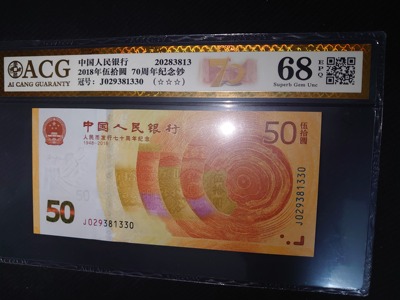 ACG
AI CANG GUARANTY
中国人民银行 20283813
2018年伍拾圆 70周年纪念钞
冠号: J029381330 (☆☆☆)
70
68 EPQ
Superb Gem Unc
中国人民银行
人民币发行七十周年纪念
1948-2018
50 伍拾圆
50
J029381330